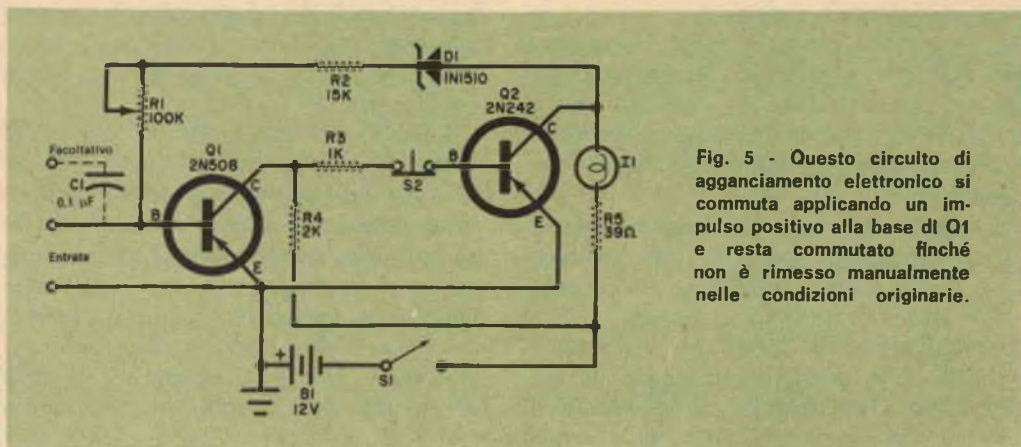 D1
1N1510
R2
15K
Q2
2N242
R1
100K
C
Facoltativo
Q1
2N508
R3
1K
C1
0,1 µF
C
B
S2
B
I1
R4
2K
E
R5
39Ω
Entrata
E
+
B1
12V
S1
Fig. 5 - Questo circuito di
agganciamento elettronico si
commuta applicando un im-
pulso positivo alla base di Q1
e resta commutato finché
non è rimesso manualmente
nelle condizioni originarie.